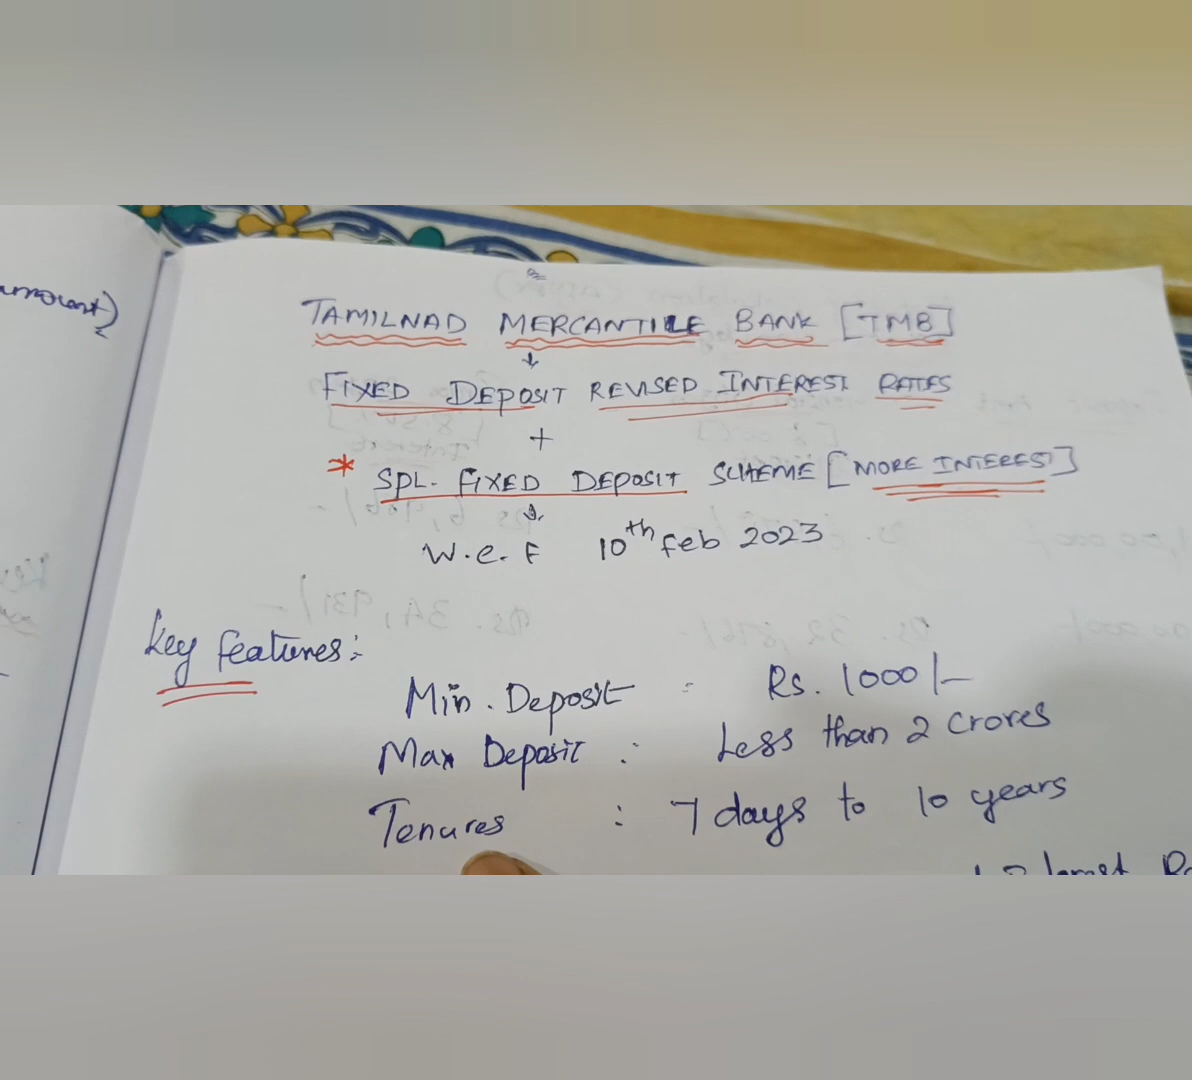 TAMILNAD MERCANTILE BANK [TMB]
FIXED DEPOSIT REVISED INTEREST RATES
+
* SPL. FIXED DEPOSIT SCHEME [MORE INTEREST]
W.e.F 10th Feb 2023
Key features:
Min. Deposit : Rs. 1000/-
Max Deposit : Less than 2 Crores
Tenures : 7 days to 10 years